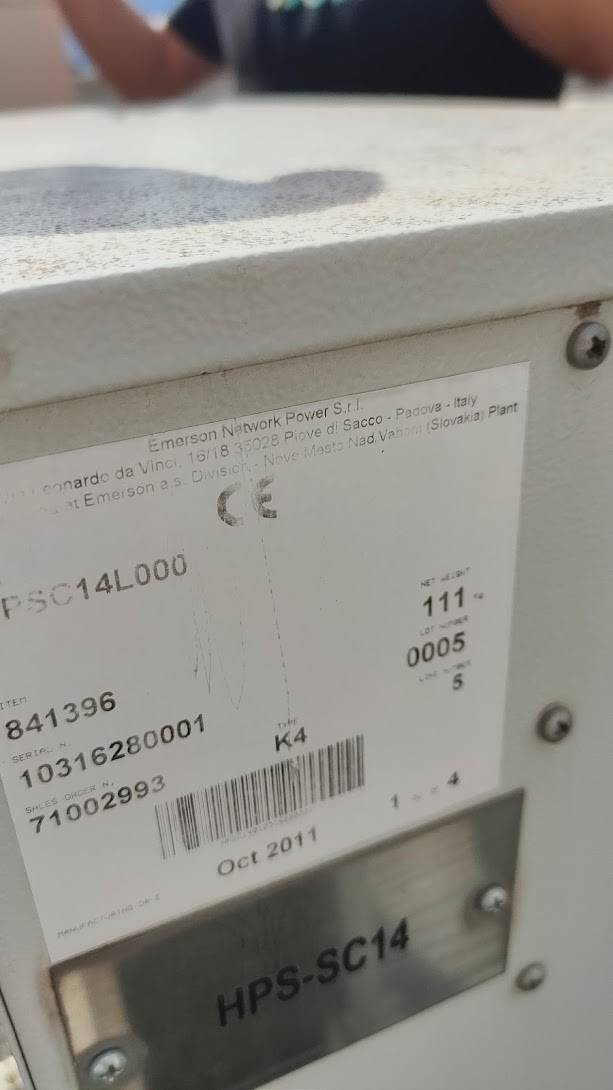 Emerson Network Power S.r.l.
Leonardo da Vinci, 16/18 35028 Piove di Sacco - Padova - Italy
at Emerson a.s. Division - Nove Mesto Nad Vahom (Slovakia) Plant
CE
PSC14L000
NET WEIGHT
111 kg
LOT NUMBER
0005
LINE NUMBER
5
ITEM
841396
SERIAL N.
10316280001
TYPE
K4
SALES ORDER N.
71002993
1 4
Oct 2011
MANUFACTURING
HPS-SC14